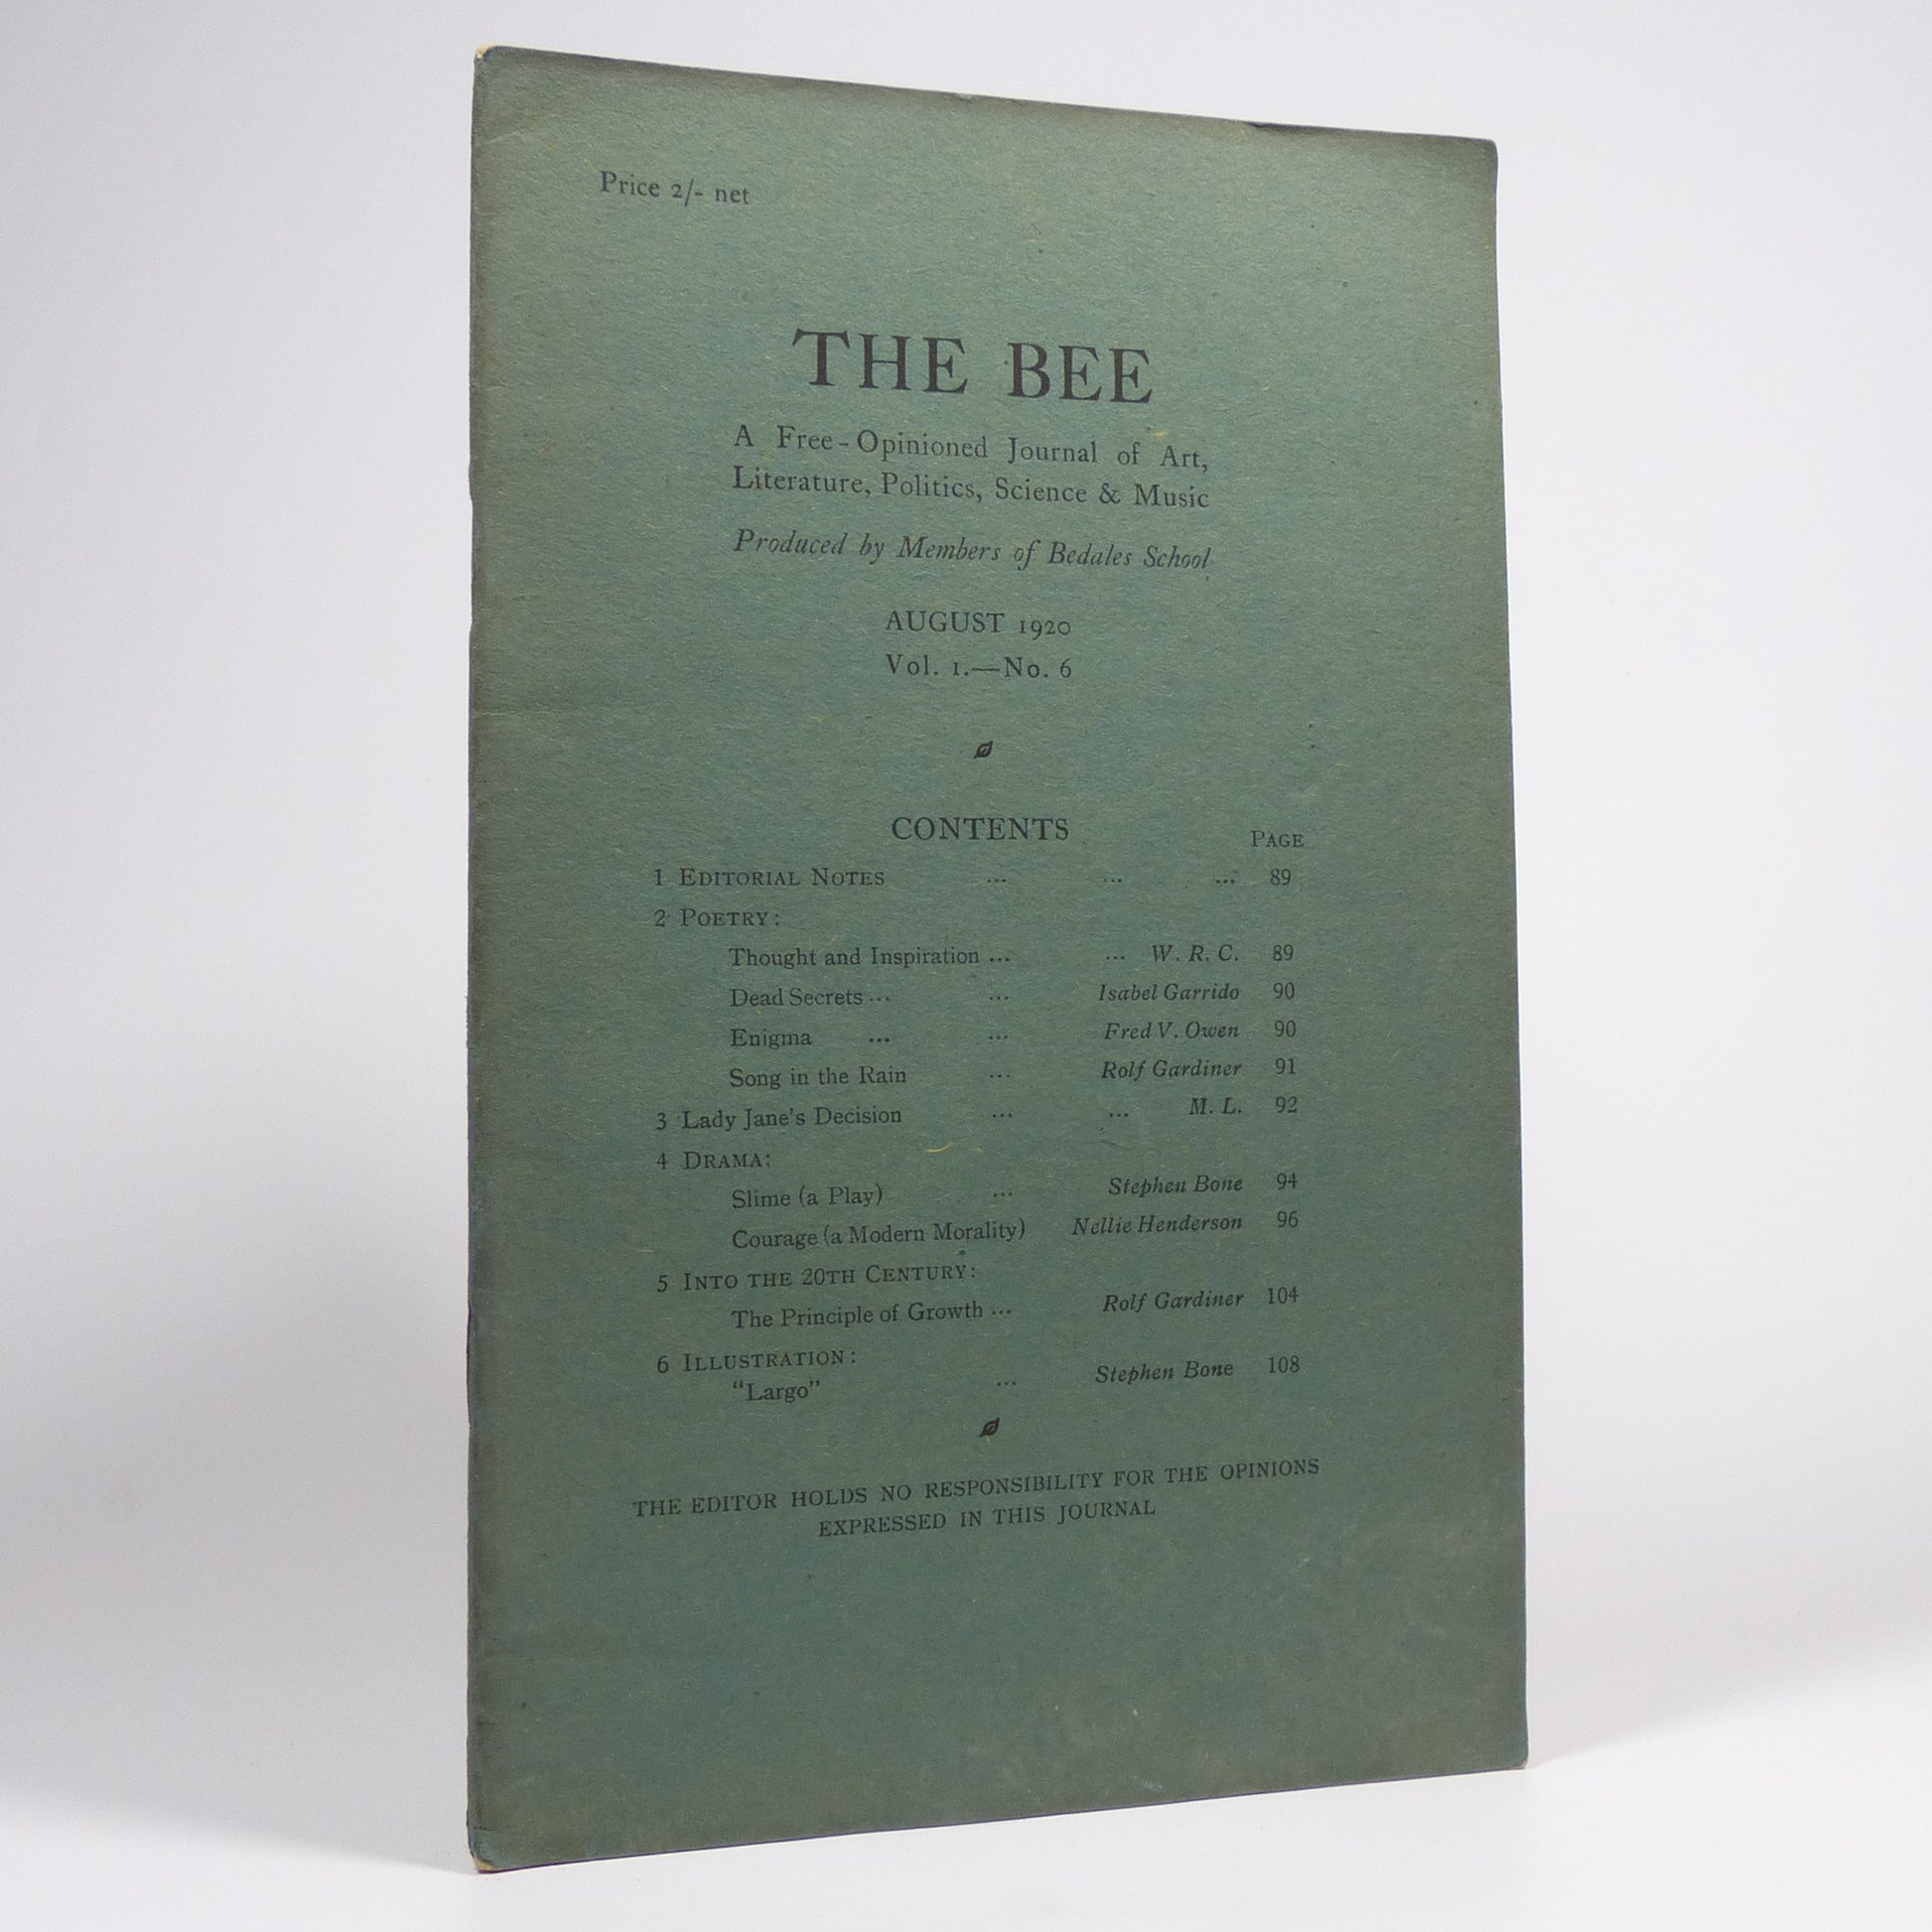 Price 2/- net
THE BEE
A Free-Opinioned Journal of Art,
Literature, Politics, Science & Music
Produced by Members of Bedales School
AUGUST 1920
Vol. 1.—No. 6
CONTENTS
PAGE
1 EDITORIAL NOTES ... ... ... 89
2 POETRY:
Thought and Inspiration ... ... W. R. C. 89
Dead Secrets ... ... Isabel Garrido 90
Enigma ... ... Fred V. Owen 90
Song in the Rain ... Rolf Gardiner 91
3 Lady Jane's Decision ... ... M. L. 92
4 DRAMA:
Slime (a Play) ... Stephen Bone 94
Courage (a Modern Morality) Nellie Henderson 96
5 INTO THE 20TH CENTURY:
The Principle of Growth ... Rolf Gardiner 104
6 ILLUSTRATION:
"Largo" ... Stephen Bone 108
THE EDITOR HOLDS NO RESPONSIBILITY FOR THE OPINIONS
EXPRESSED IN THIS JOURNAL